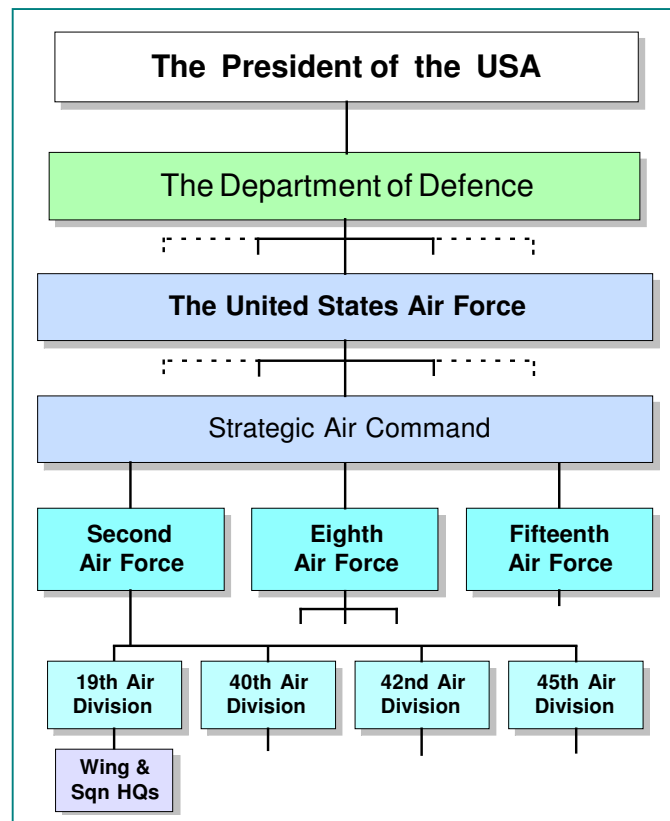 The President of the USA
The Department of Defence
The United States Air Force
Strategic Air Command
Second
Air Force
Eighth
Air Force
Fifteenth
Air Force
19th Air
Division
40th Air
Division
42nd Air
Division
45th Air
Division
Wing &
Sqn HQs